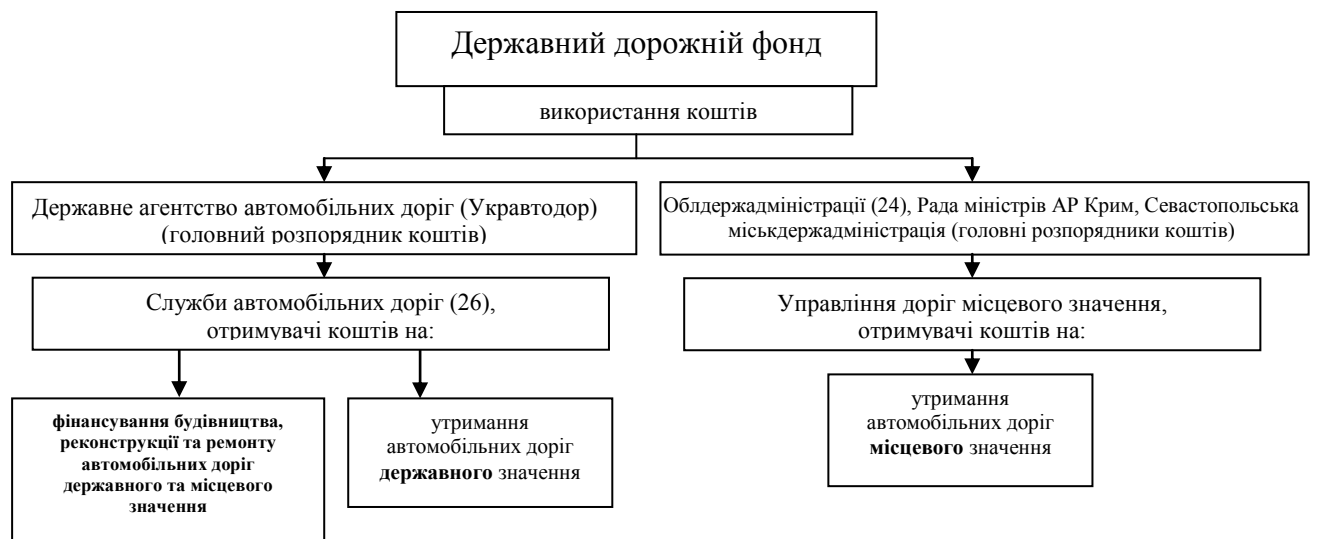 Державний дорожній фонд
використання коштів
Державне агентство автомобільних доріг (Укравтодор)
(головний розпорядник коштів)
Облдержадміністрації (24), Рада міністрів АР Крим, Севастопольська
міськдержадміністрація (головні розпорядники коштів)
Служби автомобільних доріг (26),
отримувачі коштів на:
Управління доріг місцевого значення,
отримувачі коштів на:
фінансування будівництва,
реконструкції та ремонту
автомобільних доріг
державного та місцевого
значення
утримання
автомобільних доріг
державного значення
утримання
автомобільних доріг
місцевого значення